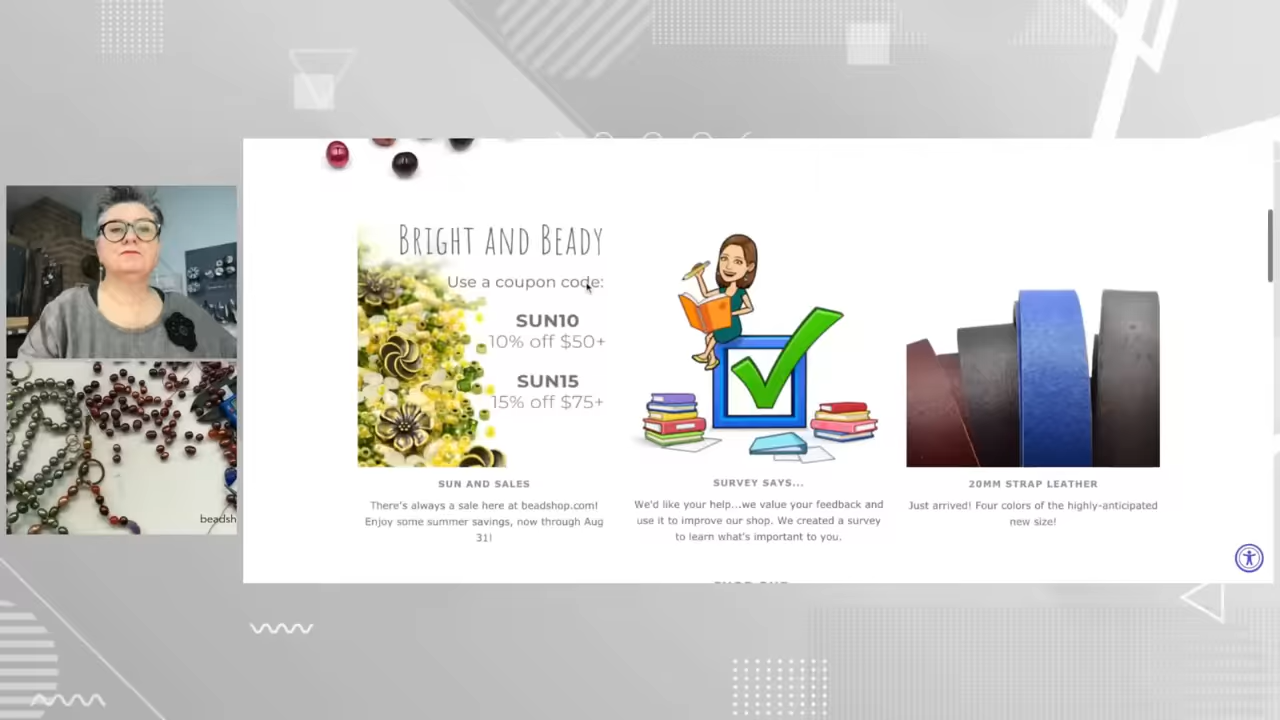 BRIGHT AND BEADY
Use a coupon code:
SUN10
10% off $50+
SUN15
15% off $75+
SUN AND SALES
There's always a sale here at beadshop.com!
Enjoy some summer savings, now through Aug
31!
SURVEY SAYS...
We'd like your help...we value your feedback and
use it to improve our shop. We created a survey
to learn what's important to you.
20MM STRAP LEATHER
Just arrived! Four colors of the highly-anticipated
new size!
beadsh